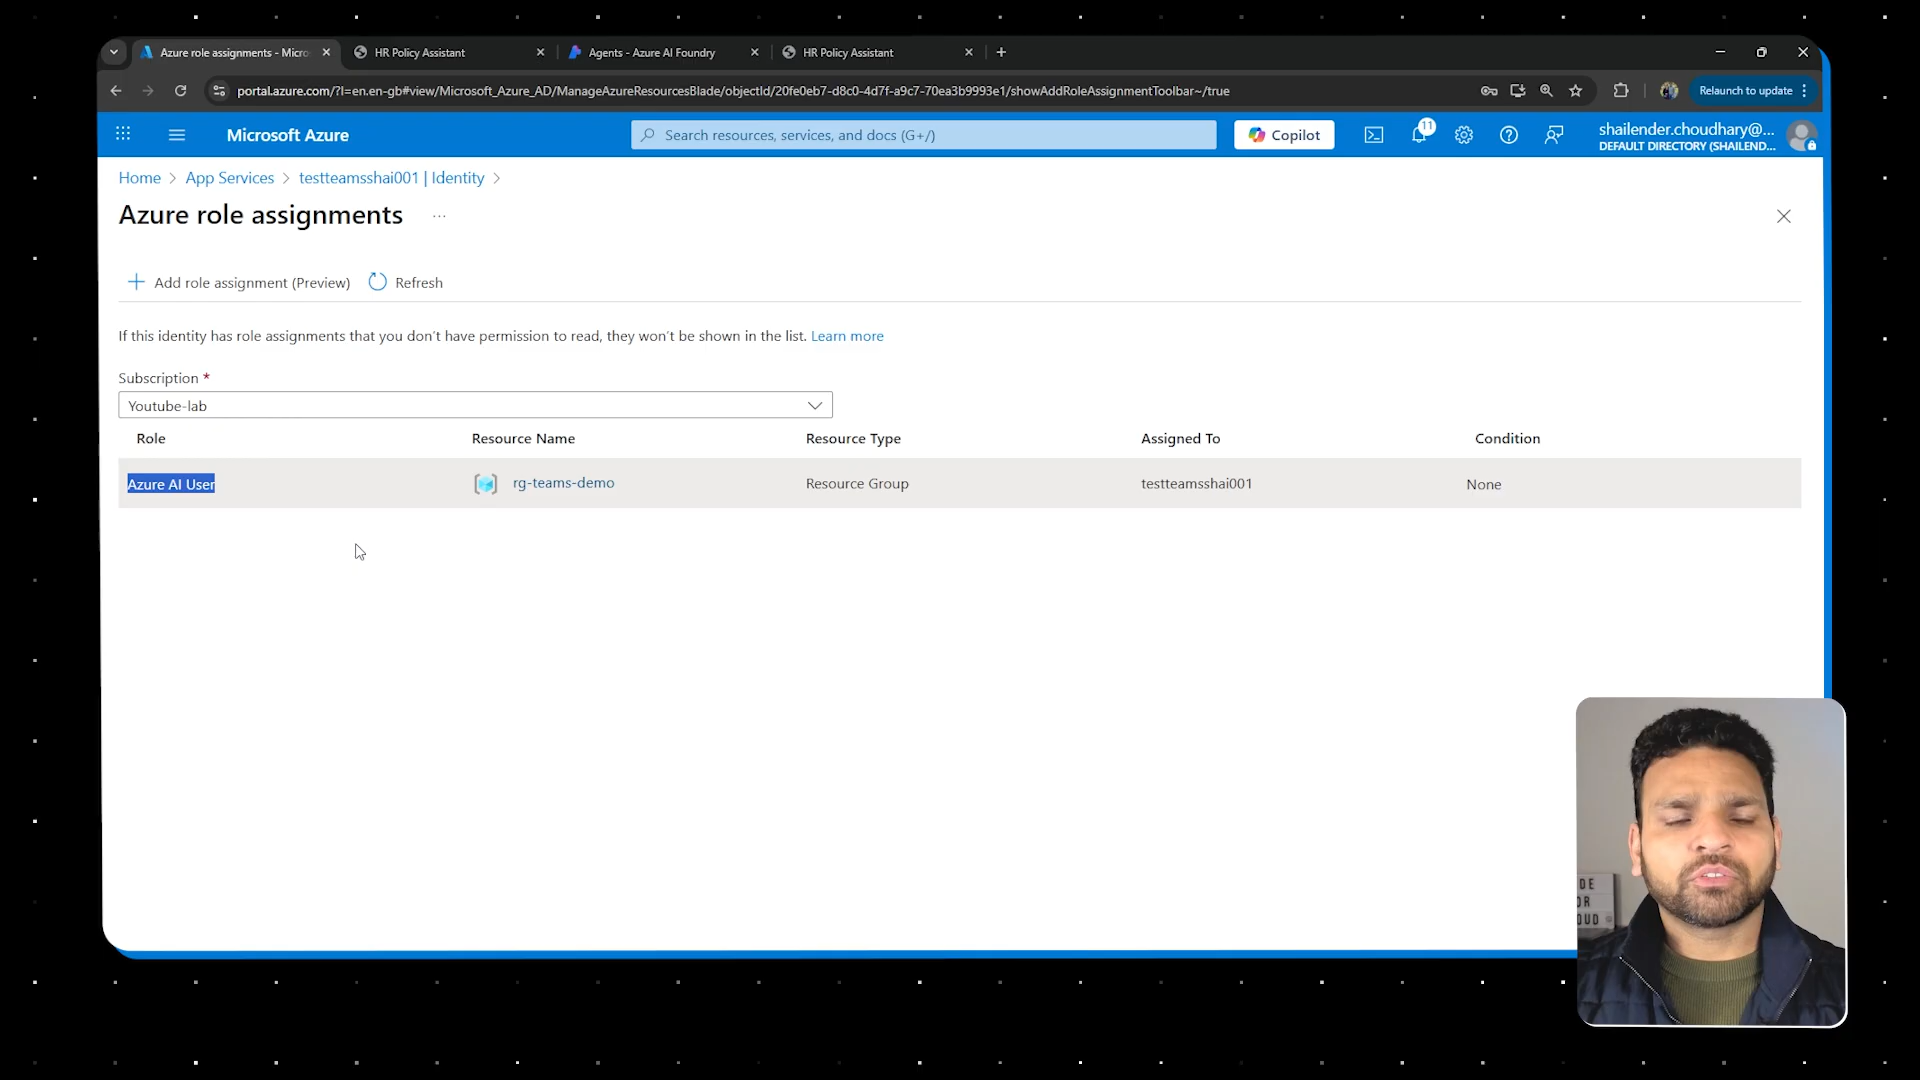 Azure role assignments - Micro
HR Policy Assistant
Agents - Azure AI Foundry
HR Policy Assistant
portal.azure.com/?l=en.en-gb#view/Microsoft_Azure_AD/ManageAzureResourcesBlade/objectId/20fe0eb7-d8c0-4d7f-a9c7-70ea3b9993e1/showAddRoleAssignmentToolbar~/true
Relaunch to update
Microsoft Azure
Search resources, services, and docs (G+/)
Copilot
11
shailender.choudhary@...
DEFAULT DIRECTORY (SHAILEND...
Home > App Services > testteamsshai001 | Identity >
Azure role assignments ...
Add role assignment (Preview) Refresh
If this identity has role assignments that you don't have permission to read, they won't be shown in the list. Learn more
Subscription *
Youtube-lab
Role Resource Name Resource Type Assigned To Condition
Azure AI User rg-teams-demo Resource Group testteamsshai001 None
DE
OR
OUD